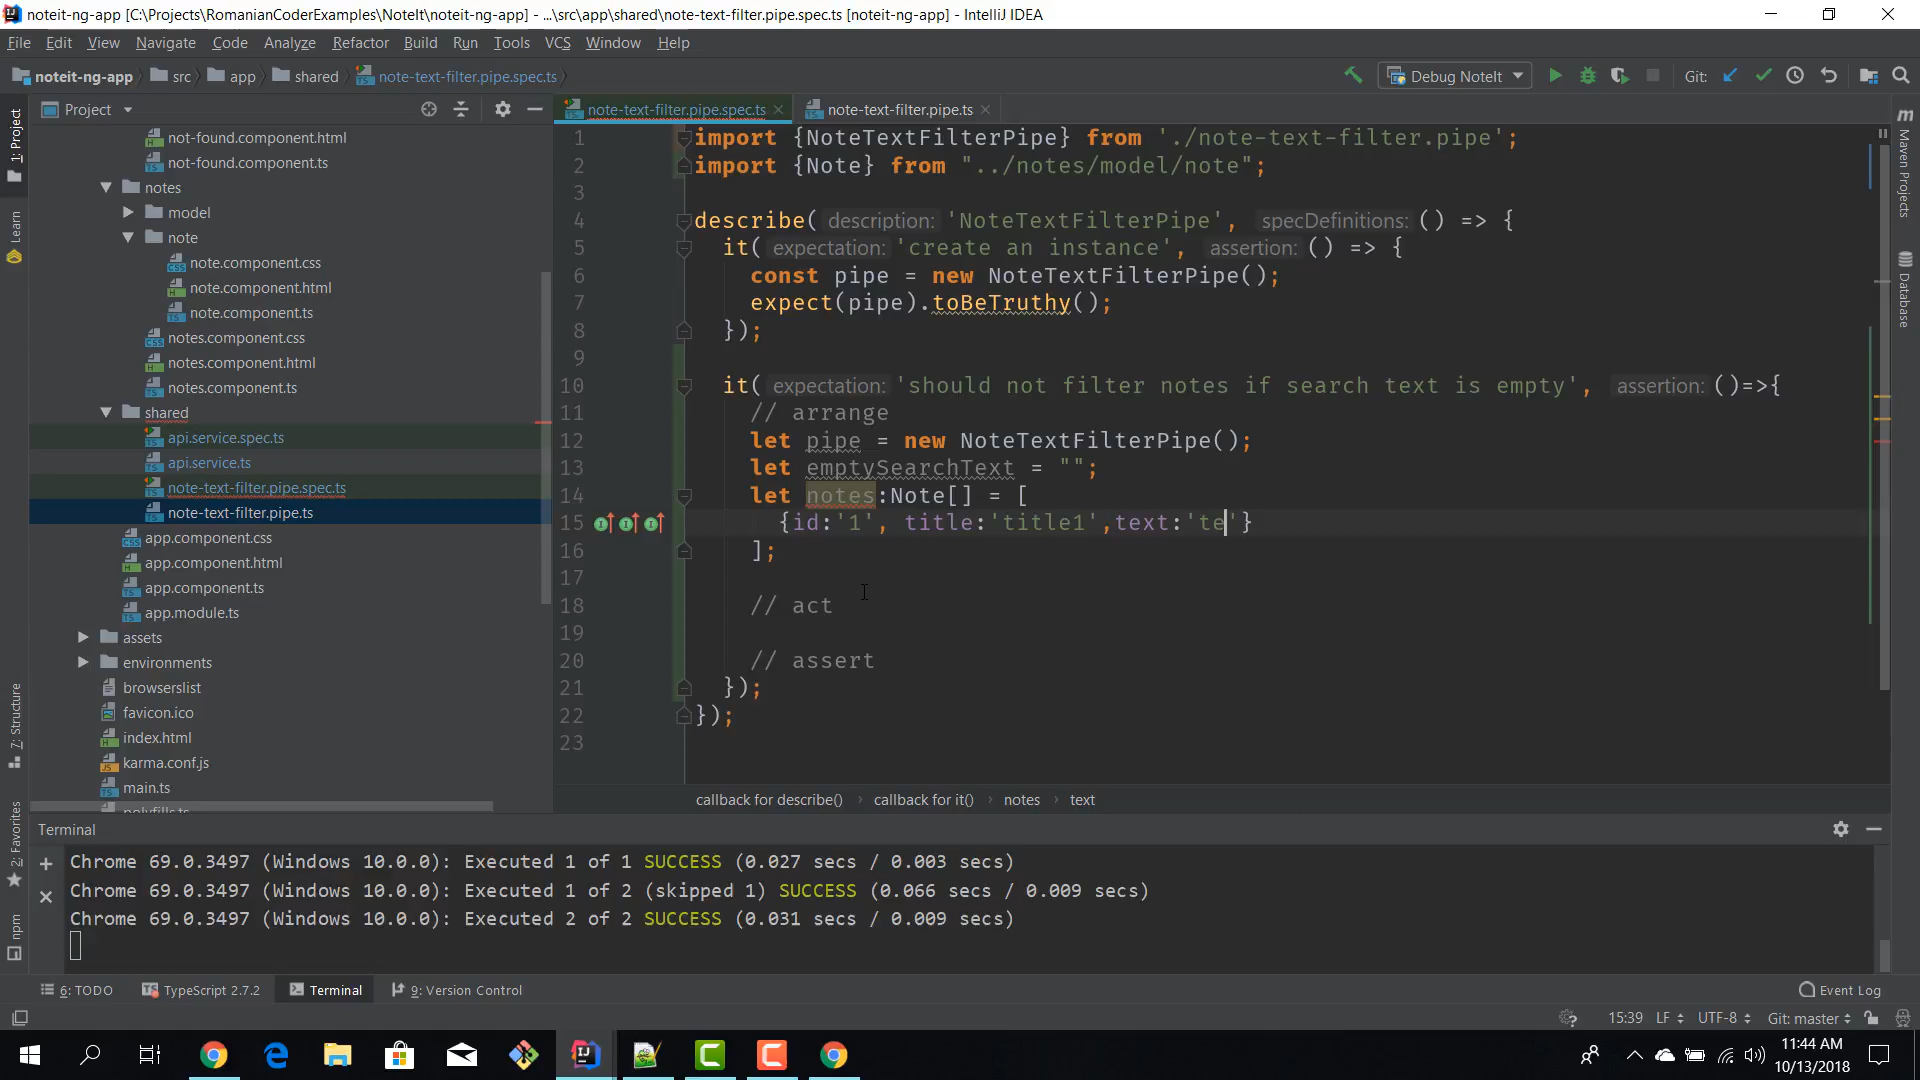 noteit-ng-app [C:\Projects\RomanianCoderExamples\NoteIt\noteit-ng-app] - ...\src\app\shared\note-text-filter.pipe.spec.ts [noteit-ng-app] - IntelliJ IDEA
File Edit View Navigate Code Analyze Refactor Build Run Tools VCS Window Help
noteit-ng-app src app shared note-text-filter.pipe.spec.ts Debug NoteIt Git:
Project
note-text-filter.pipe.spec.ts note-text-filter.pipe.ts
1: Project
Learn
7: Structure
2: Favorites
npm
not-found.component.html
not-found.component.ts
notes
model
note
note.component.css
note.component.html
note.component.ts
notes.component.css
notes.component.html
notes.component.ts
shared
api.service.spec.ts
api.service.ts
note-text-filter.pipe.spec.ts
note-text-filter.pipe.ts
app.component.css
app.component.html
app.component.ts
app.module.ts
assets
environments
browserslist
favicon.ico
index.html
karma.conf.js
main.ts
polyfills.ts
1 import {NoteTextFilterPipe} from './note-text-filter.pipe';
2 import {Note} from "../notes/model/note";
3
4 describe( description: 'NoteTextFilterPipe', specDefinitions: () => {
5 it( expectation: 'create an instance', assertion: () => {
6 const pipe = new NoteTextFilterPipe();
7 expect(pipe).toBeTruthy();
8 });
9
10 it( expectation: 'should not filter notes if search text is empty', assertion: ()=>{
11 // arrange
12 let pipe = new NoteTextFilterPipe();
13 let emptySearchText = "";
14 let notes:Note[] = [
15 {id:'1', title:'title1',text:'te'}
16 ];
17
18 // act
19
20 // assert
21 });
22 });
23
callback for describe() › callback for it() › notes › text
Maven Projects
Database
Terminal
Chrome 69.0.3497 (Windows 10.0.0): Executed 1 of 1 SUCCESS (0.027 secs / 0.003 secs)
Chrome 69.0.3497 (Windows 10.0.0): Executed 1 of 2 (skipped 1) SUCCESS (0.066 secs / 0.009 secs)
Chrome 69.0.3497 (Windows 10.0.0): Executed 2 of 2 SUCCESS (0.031 secs / 0.009 secs)
6: TODO TypeScript 2.7.2 Terminal 9: Version Control Event Log
15:39 LF UTF-8 Git: master
11:44 AM
10/13/2018